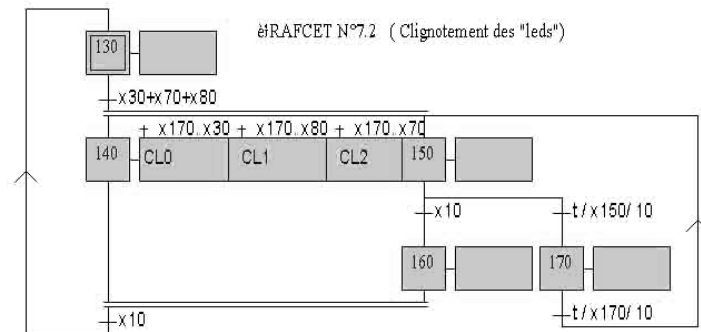 èłRAFCET N°7.2 ( Clignotement des "leds")
130
x30+x70+x80
x170.x30 x170.x80 x170.x70
140 CL0 CL1 CL2 150
x10 t/x150/10
160 170
t/x170/10
x10